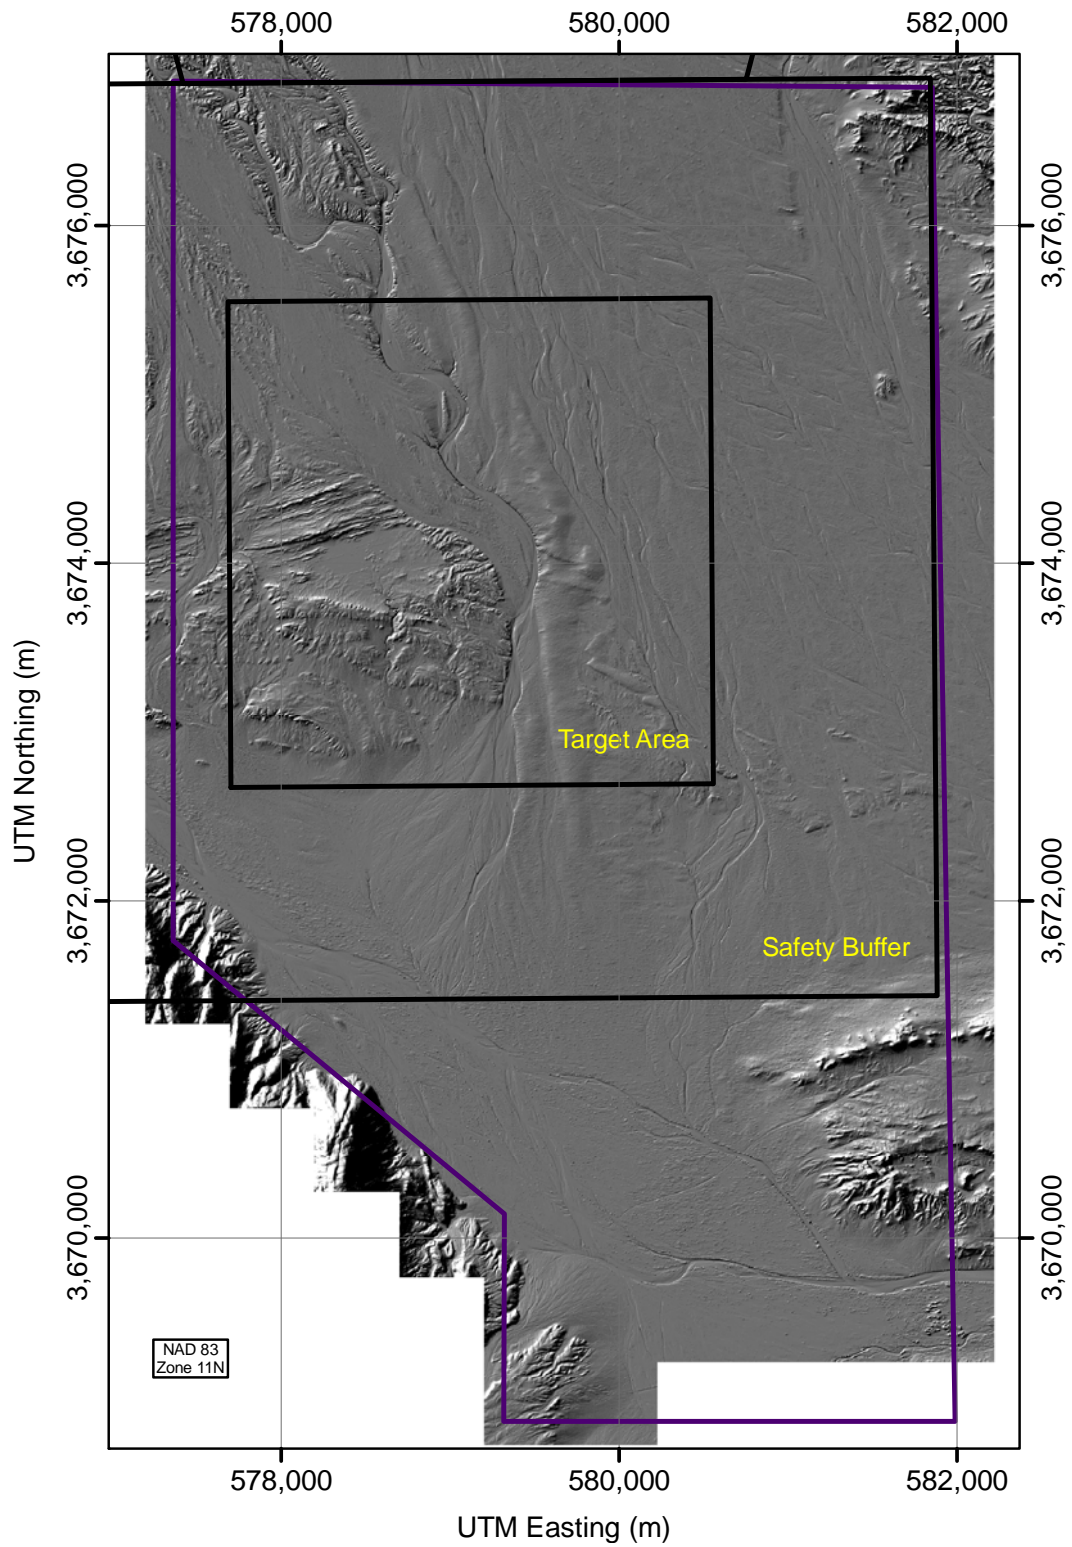 578,000
580,000
582,000
3,676,000
3,676,000
3,674,000
3,674,000
UTM Northing (m)
Target Area
3,672,000
3,672,000
Safety Buffer
3,670,000
3,670,000
NAD 83
Zone 11N
578,000
580,000
582,000
UTM Easting (m)